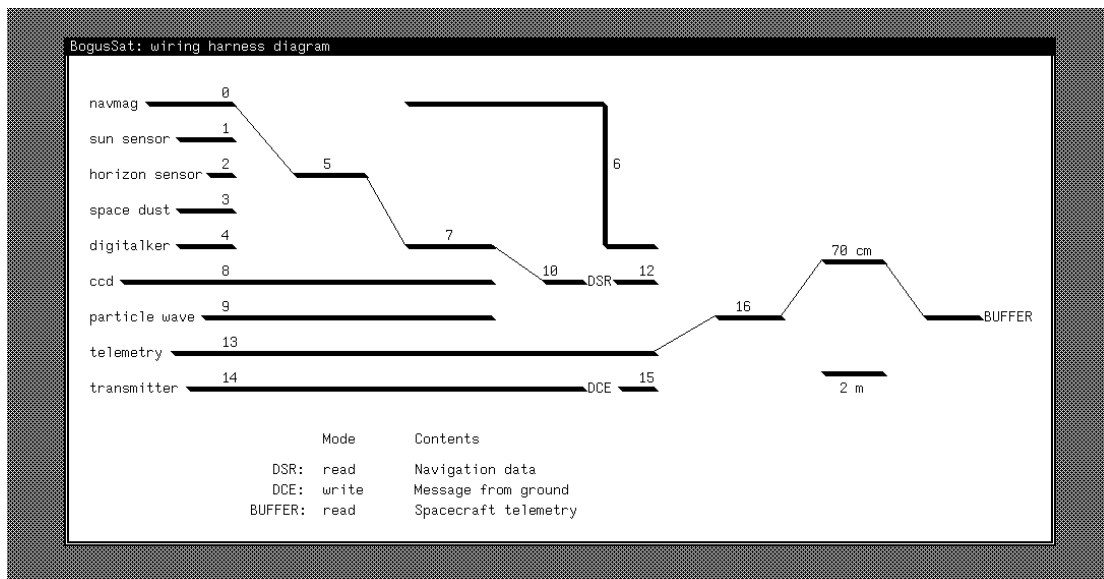 BogusSat: wiring harness diagram
navmag 0
sun sensor 1
horizon sensor 2 5 6
space dust 3
digitalker 4 7 70 cm
ccd 8 10 DSR 12
particle wave 9 16 BUFFER
telemetry 13
transmitter 14 DCE 15 2 m
Mode Contents
DSR: read Navigation data
DCE: write Message from ground
BUFFER: read Spacecraft telemetry